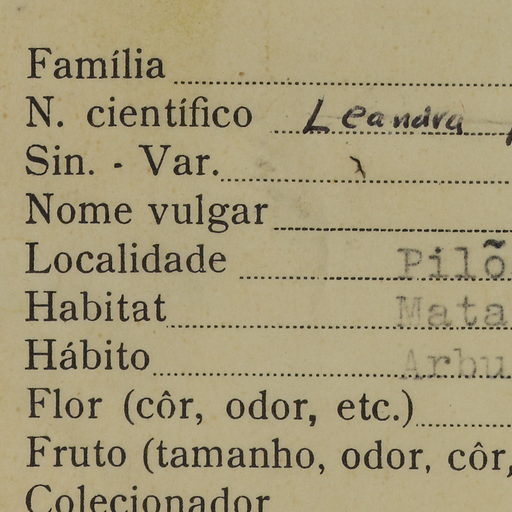 Família
N. científico Leandra
Sin. - Var.
Nome vulgar
Localidade Pilõ
Habitat Mata
Hábito Arbu
Flor (côr, odor, etc.)
Fruto (tamanho, odor, côr,
Colecionador